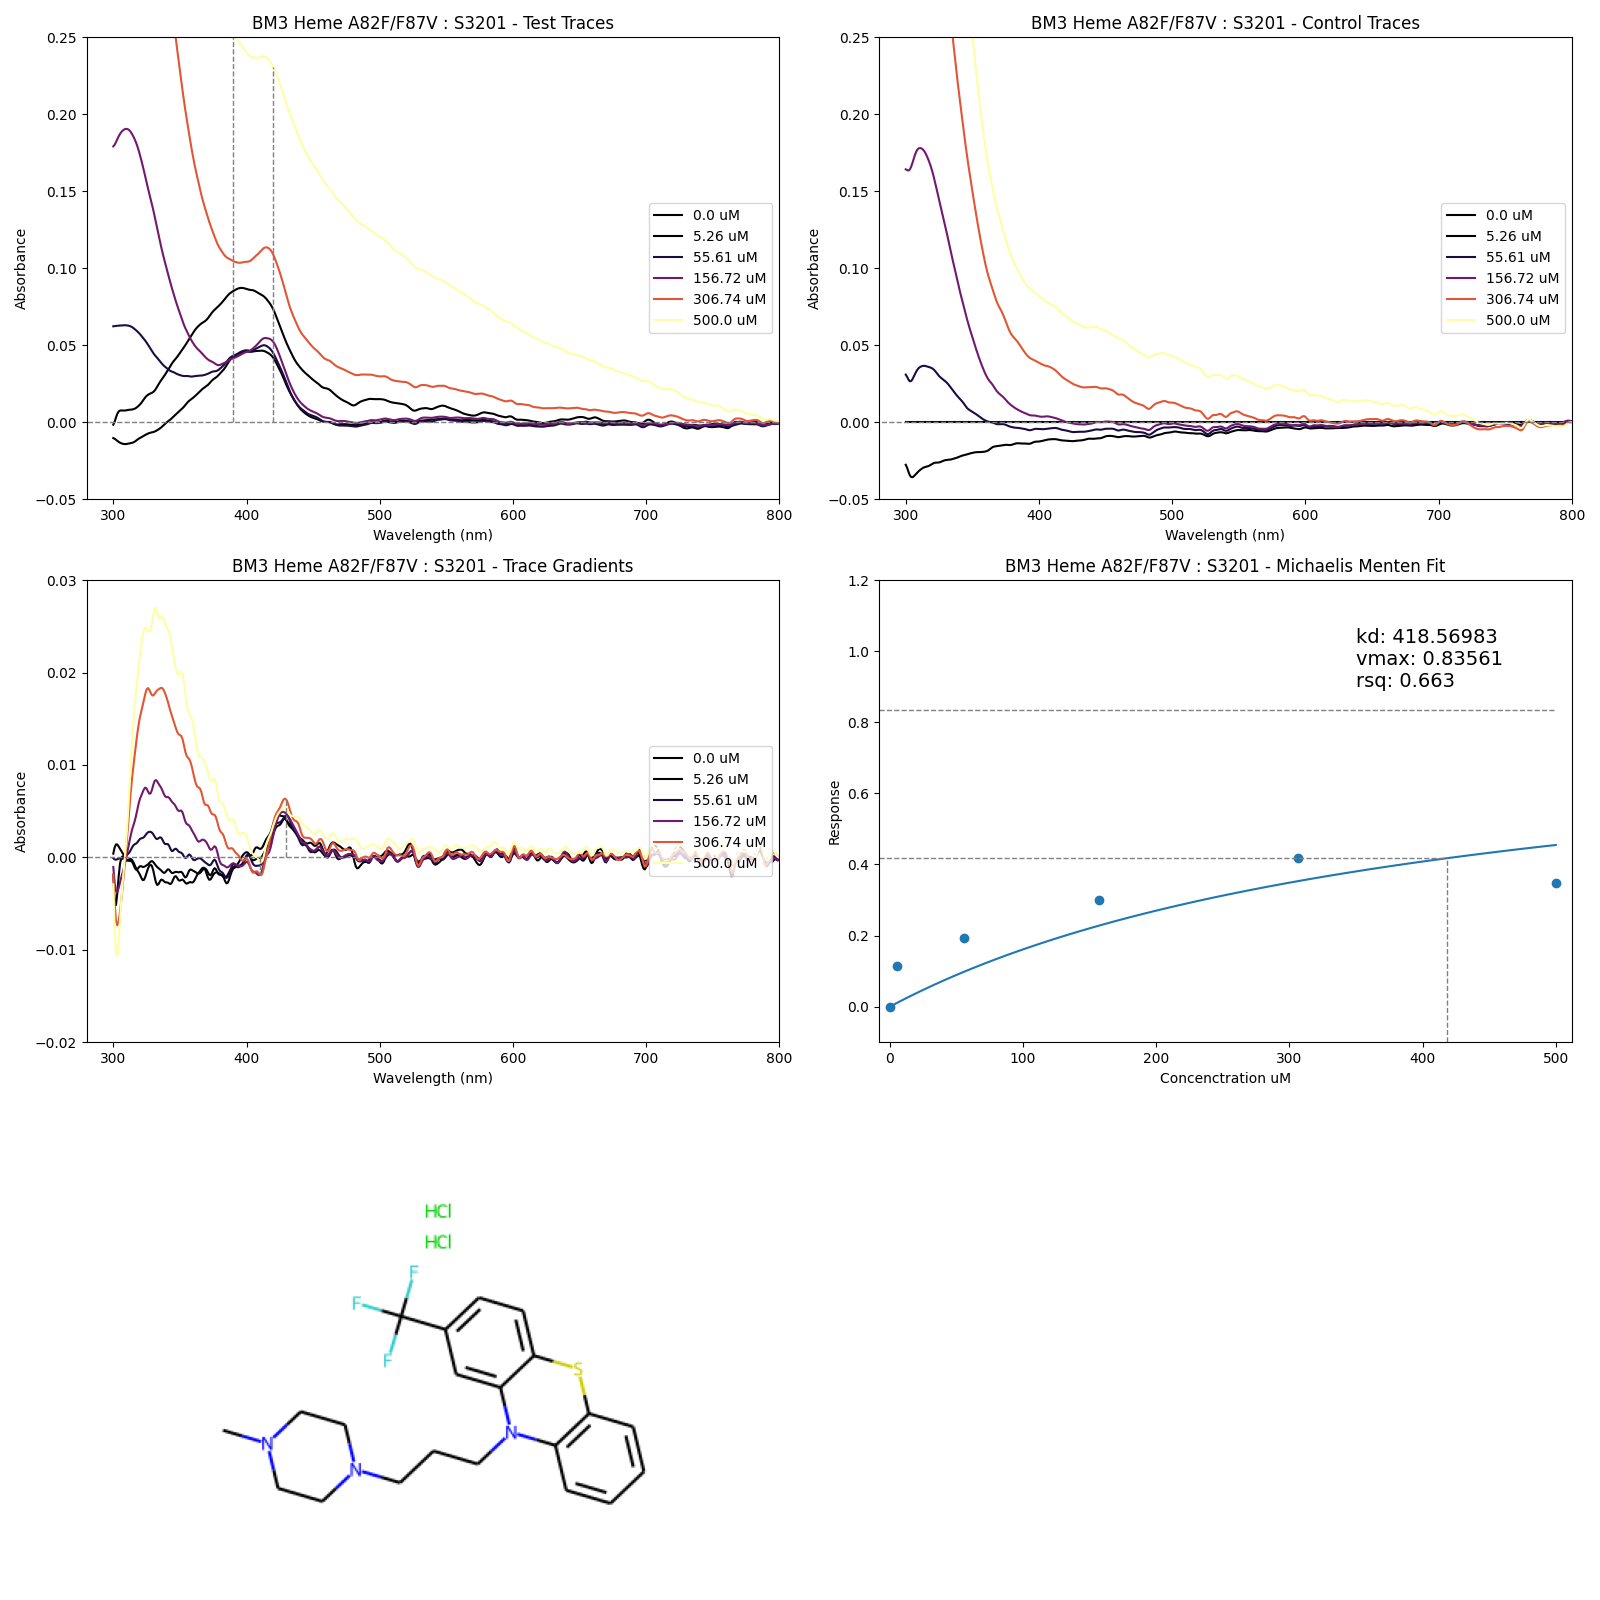 BM3 Heme A82F/F87V : S3201 - Test Traces
0.25
0.20
0.15
0.10
0.05
0.00
−0.05
Absorbance
300 400 500 600 700 800
Wavelength (nm)
0.0 uM
5.26 uM
55.61 uM
156.72 uM
306.74 uM
500.0 uM
BM3 Heme A82F/F87V : S3201 - Control Traces
0.25
0.20
0.15
0.10
0.05
0.00
−0.05
Absorbance
300 400 500 600 700 800
Wavelength (nm)
0.0 uM
5.26 uM
55.61 uM
156.72 uM
306.74 uM
500.0 uM
BM3 Heme A82F/F87V : S3201 - Trace Gradients
0.03
0.02
0.01
0.00
−0.01
−0.02
Absorbance
300 400 500 600 700 800
Wavelength (nm)
0.0 uM
5.26 uM
55.61 uM
156.72 uM
306.74 uM
500.0 uM
BM3 Heme A82F/F87V : S3201 - Michaelis Menten Fit
1.2
1.0
0.8
0.6
0.4
0.2
0.0
Response
kd: 418.56983
vmax: 0.83561
rsq: 0.663
0 100 200 300 400 500
Concenctration uM
HCl
HCl
F
F
F
S
N
N
N